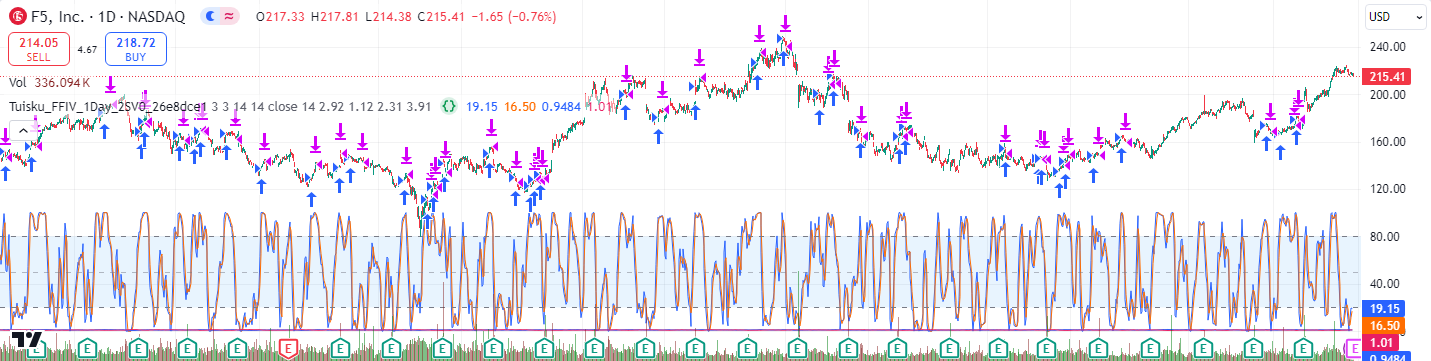 F5, Inc. · 1D · NASDAQ O217.33 H217.81 L214.38 C215.41 −1.65 (−0.76%)
USD
214.05 SELL 4.67 218.72 BUY
240.00
Vol 336.094K
215.41
200.00
Tuisku_FFIV_1Day_2SV0_26e8dce1 3 3 14 14 close 14 2.92 1.12 2.31 3.91 19.15 16.50 0.9484 1.01
160.00
120.00
80.00
40.00
19.15
16.50
1.01
0.9484
E E E E E E E E E E E E E E E E E E E E E E E E E E E